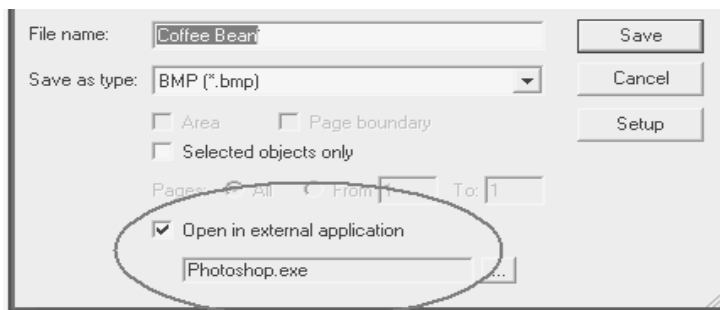 File name: Coffee Bean Save
Save as type: BMP (*.bmp) Cancel
Area Page boundary Setup
Selected objects only
Pages: All From 1 To: 1
Open in external application
Photoshop.exe ...